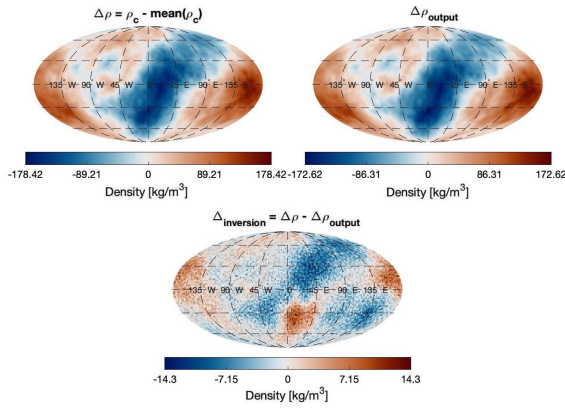 Δρ = ρc - mean(ρc)
135° W 90 W 45° W 0 45 E 90 E 135° E
-178.42 -89.21 0 89.21 178.42
Density [kg/m³]
Δρoutput
135° W 90 W 45° W 0 45 E 90 E 135° E
-172.62 -86.31 0 86.31 172.62
Density [kg/m³]
Δinversion = Δρ - Δρoutput
135° W 90 W 45 W 0 45 E 90 E 135 E
-14.3 -7.15 0 7.15 14.3
Density [kg/m³]